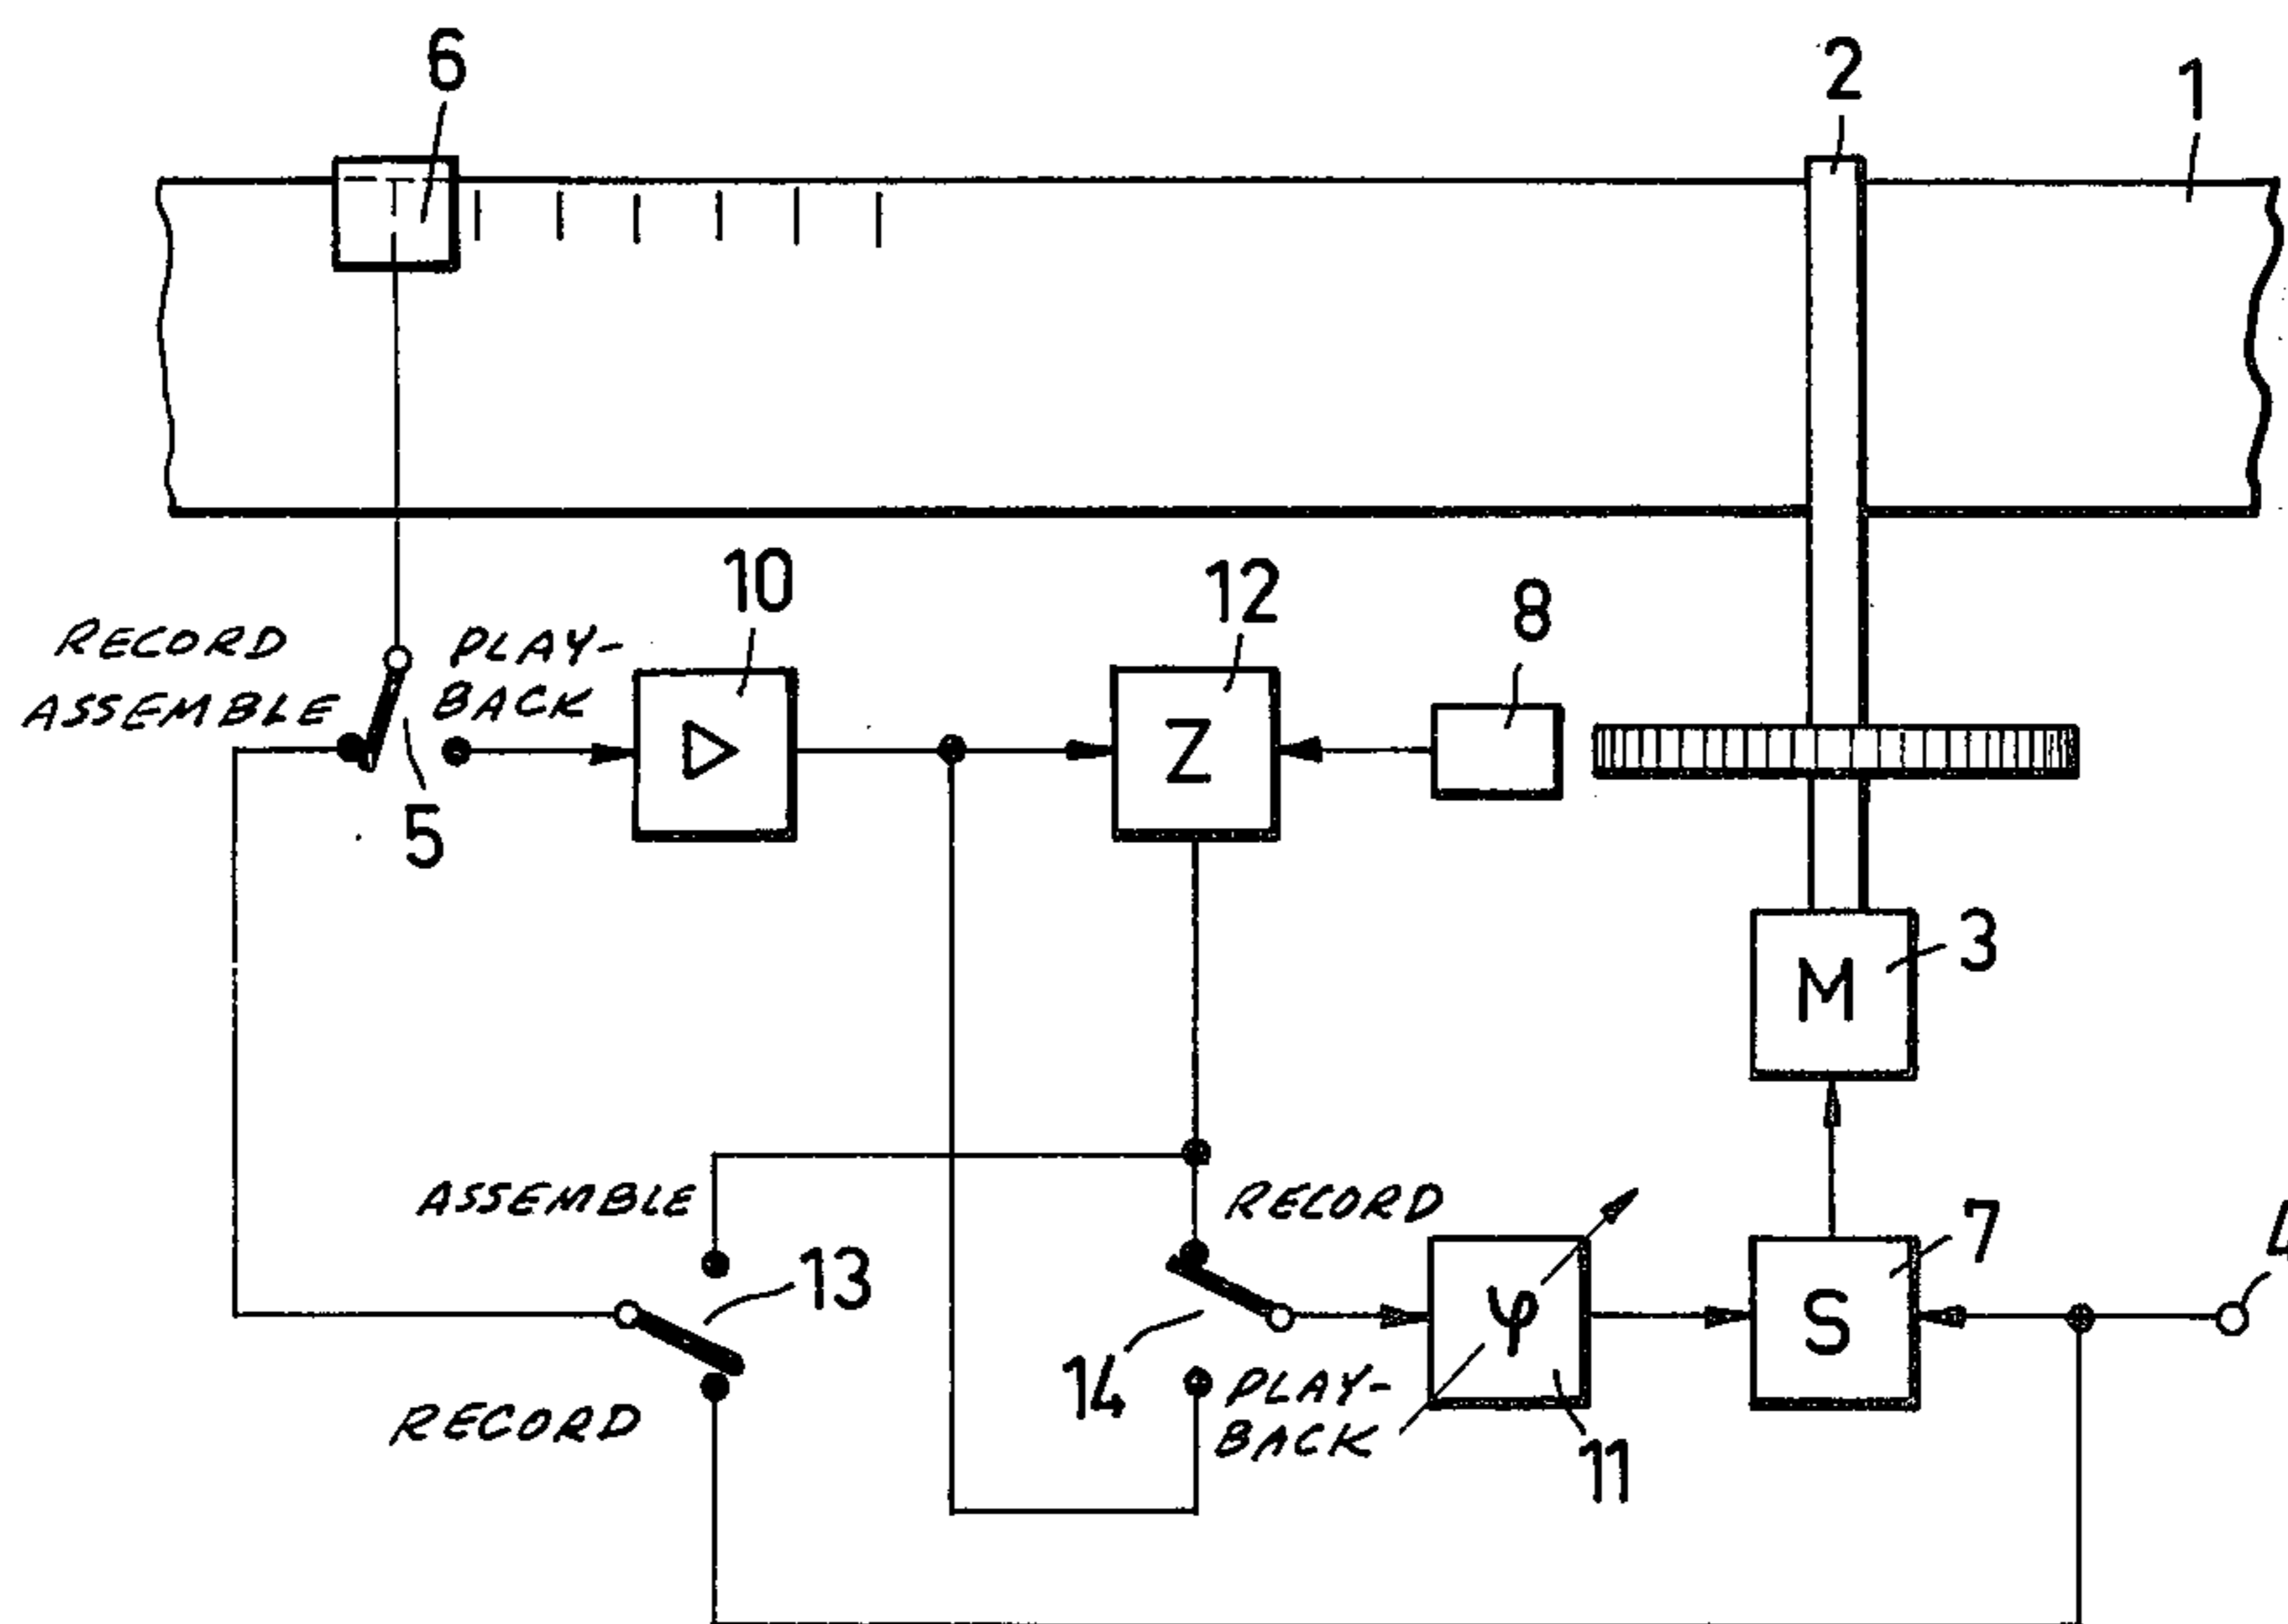 6
2
1
10
12
8
RECORD
ASSEMBLE
PLAY-
BACK
5
Z
M
3
ASSEMBLE
RECORD
13
7
4
φ
S
14
PLAY-
BACK
RECORD
11